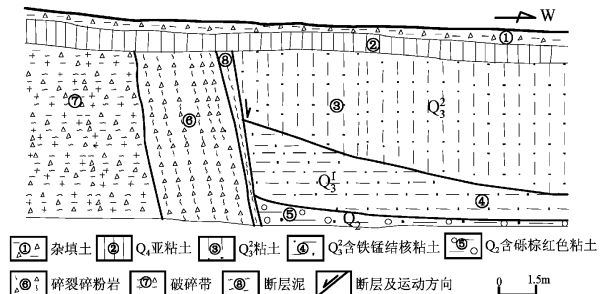 W
①
②
⑧
⑦
③
Q₃²
⑥
Q₃¹
④
⑤
Q₂
① 杂填土 ② Q₄亚粘土 ③ Q₃²粘土 ④ Q₃²含铁锰结核粘土 ⑤ Q₂含砾棕红色粘土
⑥ 碎裂碎粉岩 ⑦ 破碎带 ⑧ 断层泥 断层及运动方向 0 1.5m